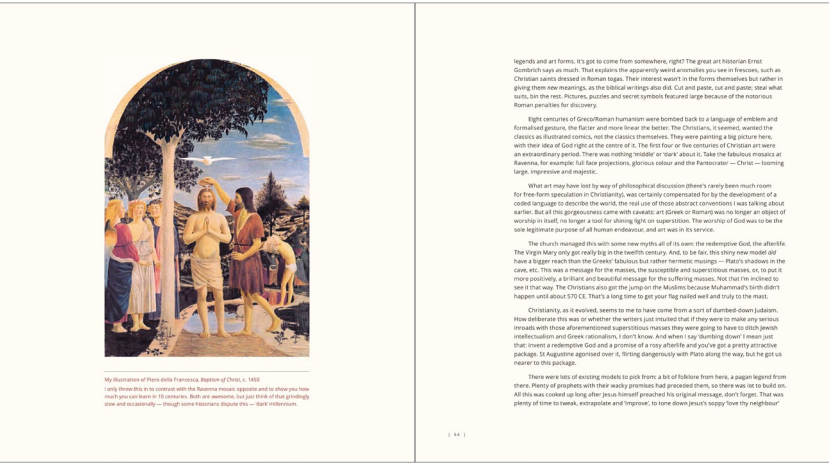 My illustration of Piero della Francesca, Baptism of Christ, c. 1450
I only threw this in to contrast with the Ravenna mosaic opposite and to show you how
much you can learn in 10 centuries. Both are awesome, but just think of that grindingly
slow and occasionally — though some historians dispute this — 'dark' millennium.
legends and art forms. It's got to come from somewhere, right? The great art historian Ernst
Gombrich says as much. That explains the apparently weird anomalies you see in frescoes, such as
Christian saints dressed in Roman togas. Their interest wasn't in the forms themselves but rather in
giving them new meanings, as the biblical writings also did. Cut and paste, cut and paste; steal what
suits, bin the rest. Pictures, puzzles and secret symbols featured large because of the notorious
Roman penalties for discovery.
Eight centuries of Greco/Roman humanism were bombed back to a language of emblem and
formalised gesture, the flatter and more linear the better. The Christians, it seemed, wanted the
classics as illustrated comics, not the classics themselves. They were painting a big picture here,
with their idea of God right at the centre of it. The first four or five centuries of Christian art were
an extraordinary period. There was nothing 'middle' or 'dark' about it. Take the fabulous mosaics at
Ravenna, for example: full face projections, glorious colour and the Pantocrator — Christ — looming
large, impressive and majestic.
What art may have lost by way of philosophical discussion (there's rarely been much room
for free-form speculation in Christianity), was certainly compensated for by the development of a
coded language to describe the world, the real use of those abstract conventions I was talking about
earlier. But all this gorgeousness came with caveats: art (Greek or Roman) was no longer an object of
worship in itself, no longer a tool for shining light on superstition. The worship of God was to be the
sole legitimate purpose of all human endeavour, and art was in its service.
The church managed this with some new myths all of its own: the redemptive God, the afterlife.
The Virgin Mary only got really big in the twelfth century. And, to be fair, this shiny new model did
have a bigger reach than the Greeks' fabulous but rather hermetic musings — Plato's shadows in the
cave, etc. This was a message for the masses, the susceptible and superstitious masses, or, to put it
more positively, a brilliant and beautiful message for the suffering masses. Not that I'm inclined to
see it that way. The Christians also got the jump on the Muslims because Muhammad's birth didn't
happen until about 570 CE. That's a long time to get your flag nailed well and truly to the mast.
Christianity, as it evolved, seems to me to have come from a sort of dumbed-down Judaism.
How deliberate this was or whether the writers just intuited that if they were to make any serious
inroads with those aforementioned superstitious masses they were going to have to ditch Jewish
intellectualism and Greek rationalism, I don't know. And when I say 'dumbing down' I mean just
that: invent a redemptive God and a promise of a rosy afterlife and you've got a pretty attractive
package. St Augustine agonised over it, flirting dangerously with Plato along the way, but he got us
nearer to this package.
There were lots of existing models to pick from: a bit of folklore from here, a pagan legend from
there. Plenty of prophets with their wacky promises had preceded them, so there was lot to build on.
All this was cooked up long after Jesus himself preached his original message, don't forget. That was
plenty of time to tweak, extrapolate and 'improve', to tone down Jesus's soppy 'love thy neighbour'
| 54 |